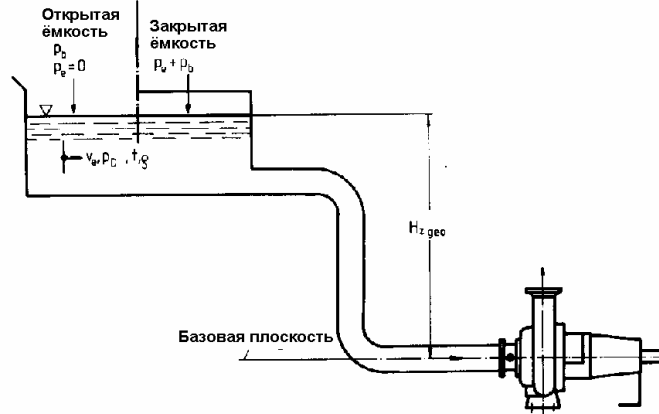 Открытая
ёмкость
p_b
p_e=0
Закрытая
ёмкость
p_e + p_b
v_e, p_D , t, ϱ
H_z geo
Базовая плоскость